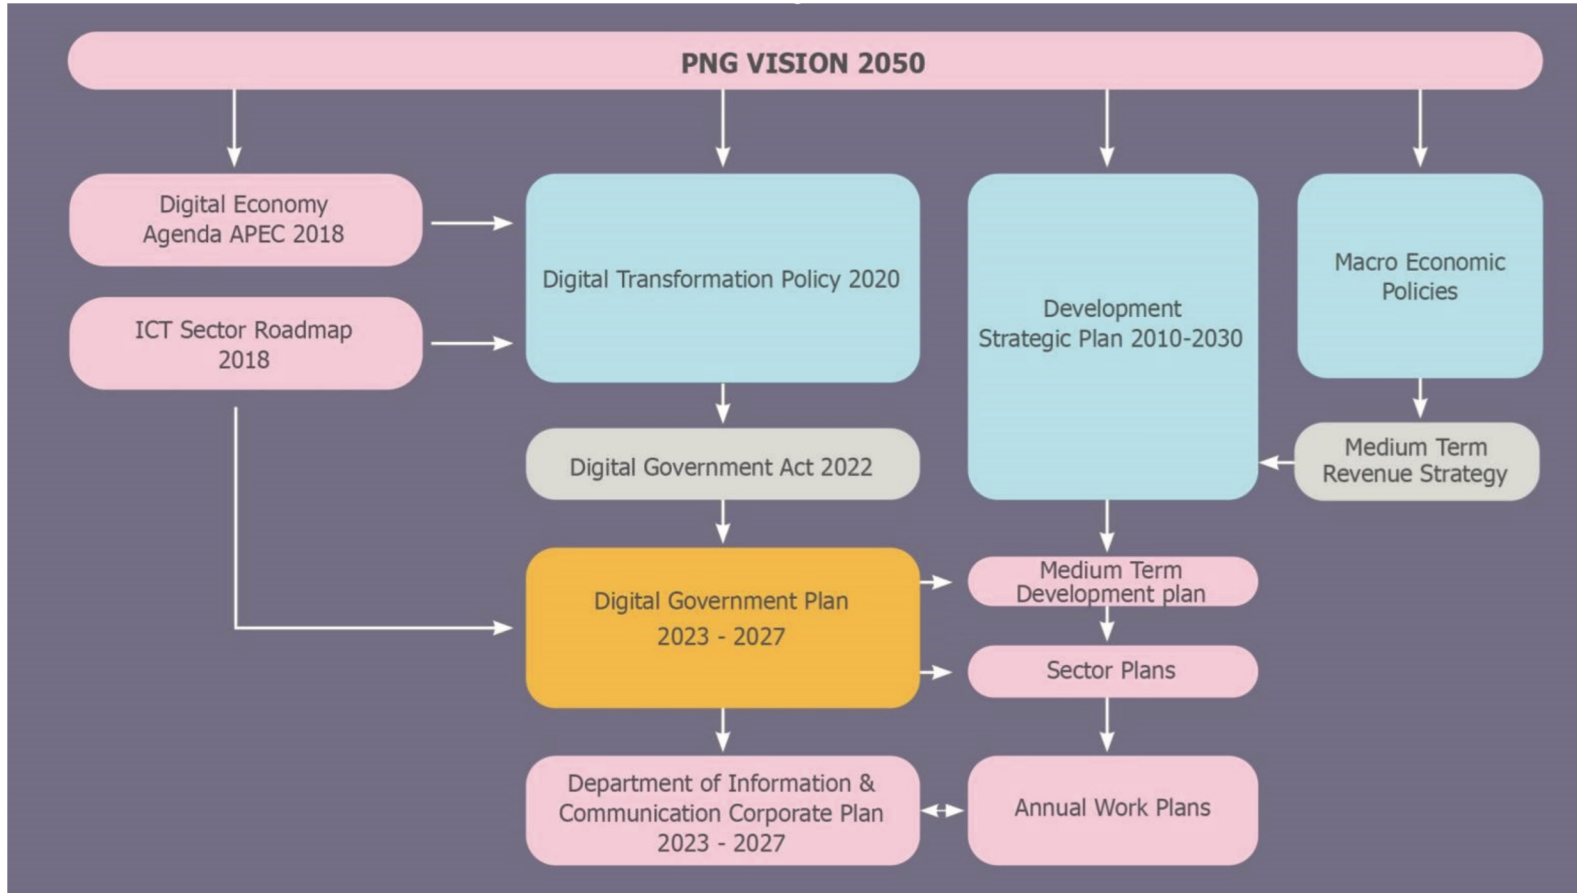 PNG VISION 2050
Digital Economy
Agenda APEC 2018
ICT Sector Roadmap
2018
Digital Transformation Policy 2020
Development
Strategic Plan 2010-2030
Macro Economic
Policies
Digital Government Act 2022
Medium Term
Revenue Strategy
Digital Government Plan
2023 - 2027
Medium Term
Development plan
Sector Plans
Department of Information &
Communication Corporate Plan
2023 - 2027
Annual Work Plans